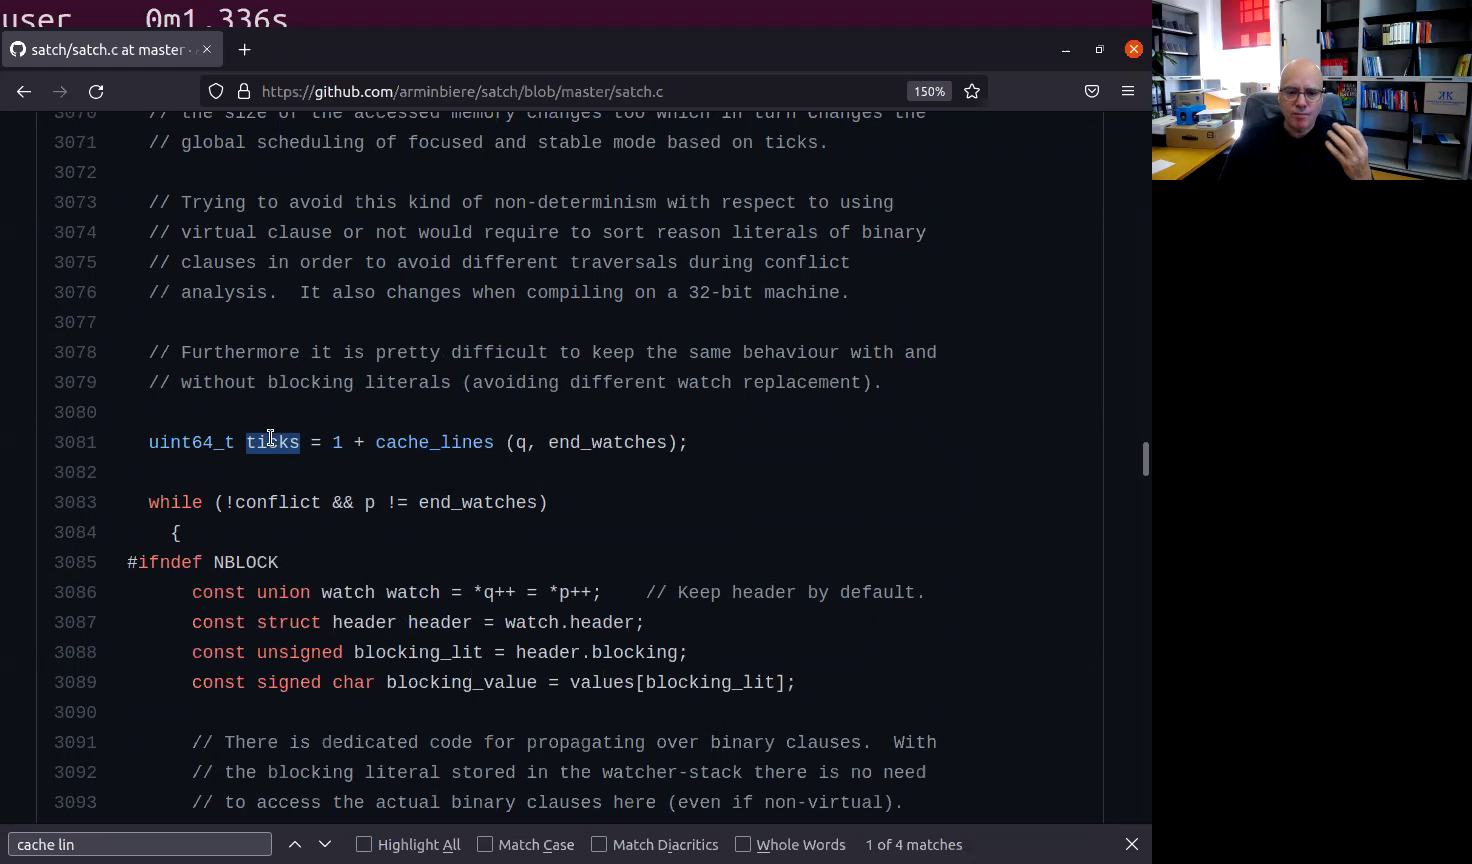 user 0m1.336s
satch/satch.c at master
https://github.com/arminbiere/satch/blob/master/satch.c 150%
3070 // the size of the accessed memory changes too which in turn changes the
3071 // global scheduling of focused and stable mode based on ticks.
3072
3073 // Trying to avoid this kind of non-determinism with respect to using
3074 // virtual clause or not would require to sort reason literals of binary
3075 // clauses in order to avoid different traversals during conflict
3076 // analysis.  It also changes when compiling on a 32-bit machine.
3077
3078 // Furthermore it is pretty difficult to keep the same behaviour with and
3079 // without blocking literals (avoiding different watch replacement).
3080
3081 uint64_t ticks = 1 + cache_lines (q, end_watches);
3082
3083 while (!conflict && p != end_watches)
3084 {
3085 #ifndef NBLOCK
3086 const union watch watch = *q++ = *p++;    // Keep header by default.
3087 const struct header header = watch.header;
3088 const unsigned blocking_lit = header.blocking;
3089 const signed char blocking_value = values[blocking_lit];
3090
3091 // There is dedicated code for propagating over binary clauses.  With
3092 // the blocking literal stored in the watcher-stack there is no need
3093 // to access the actual binary clauses here (even if non-virtual).
cache lin Highlight All Match Case Match Diacritics Whole Words 1 of 4 matches